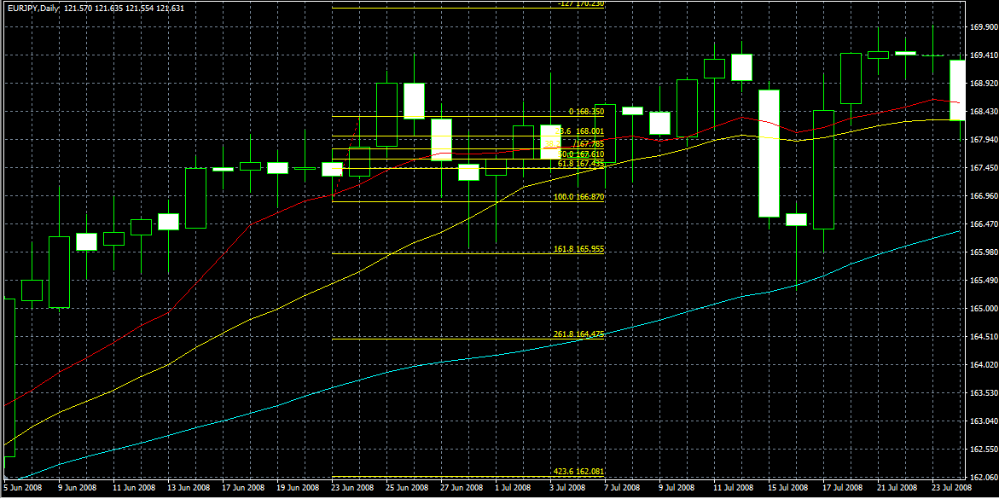 EURJPY,Daily 121.570 121.635 121.554 121.631
-127 170.230
0 168.350
23.6 168.001
167.785
50.0 167.610
61.8 167.435
100.0 166.870
161.8 165.955
261.8 164.475
423.6 162.081
169.900
169.410
168.920
168.430
167.940
167.450
166.960
166.470
165.980
165.490
165.000
164.510
164.020
163.530
163.040
162.550
162.060
5 Jun 2008
9 Jun 2008
11 Jun 2008
13 Jun 2008
17 Jun 2008
19 Jun 2008
23 Jun 2008
25 Jun 2008
27 Jun 2008
1 Jul 2008
3 Jul 2008
7 Jul 2008
9 Jul 2008
11 Jul 2008
15 Jul 2008
17 Jul 2008
21 Jul 2008
23 Jul 2008